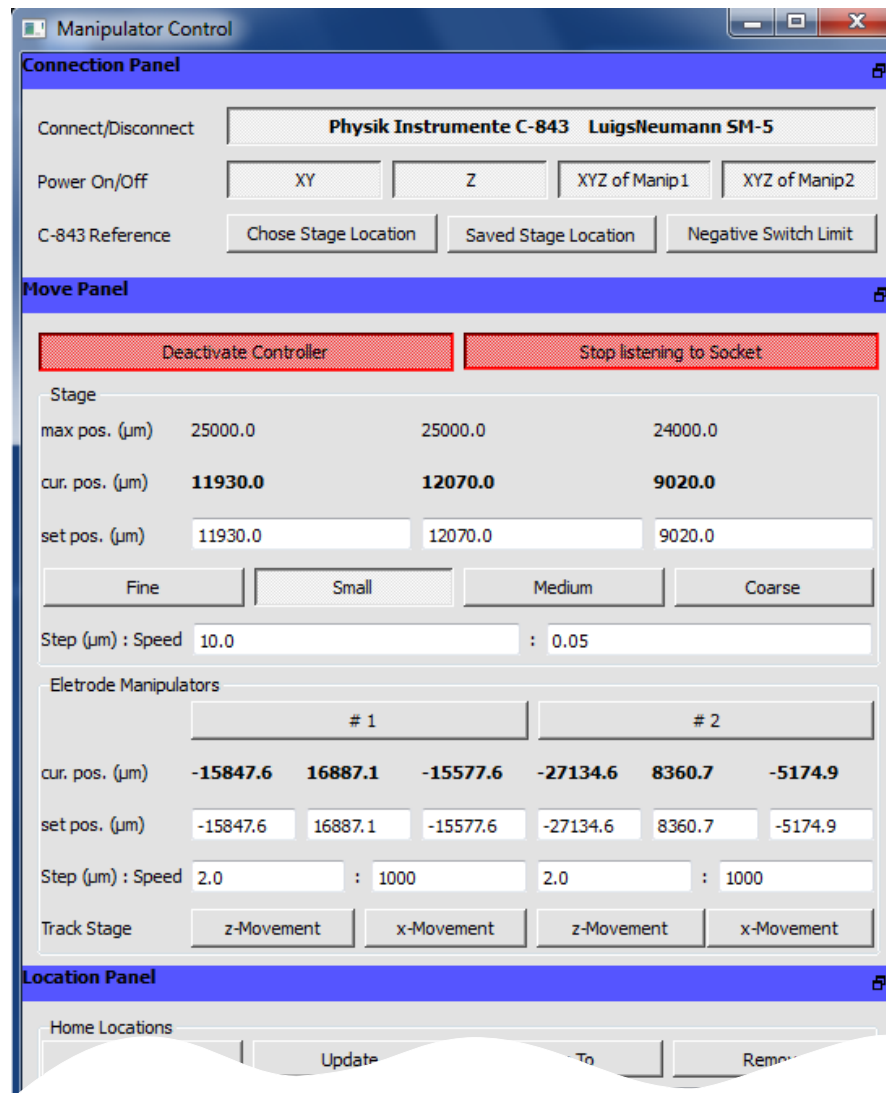 Manipulator Control
Connection Panel
Connect/Disconnect Physik Instrumente C-843 LuigsNeumann SM-5
Power On/Off XY Z XYZ of Manip1 XYZ of Manip2
C-843 Reference Chose Stage Location Saved Stage Location Negative Switch Limit
Move Panel
Deactivate Controller Stop listening to Socket
Stage
max pos. (µm) 25000.0 25000.0 24000.0
cur. pos. (µm) 11930.0 12070.0 9020.0
set pos. (µm) 11930.0 12070.0 9020.0
Fine Small Medium Coarse
Step (µm) : Speed 10.0 : 0.05
Eletrode Manipulators
# 1 # 2
cur. pos. (µm) -15847.6 16887.1 -15577.6 -27134.6 8360.7 -5174.9
set pos. (µm) -15847.6 16887.1 -15577.6 -27134.6 8360.7 -5174.9
Step (µm) : Speed 2.0 : 1000 2.0 : 1000
Track Stage z-Movement x-Movement z-Movement x-Movement
Location Panel
Home Locations
Update To Remove